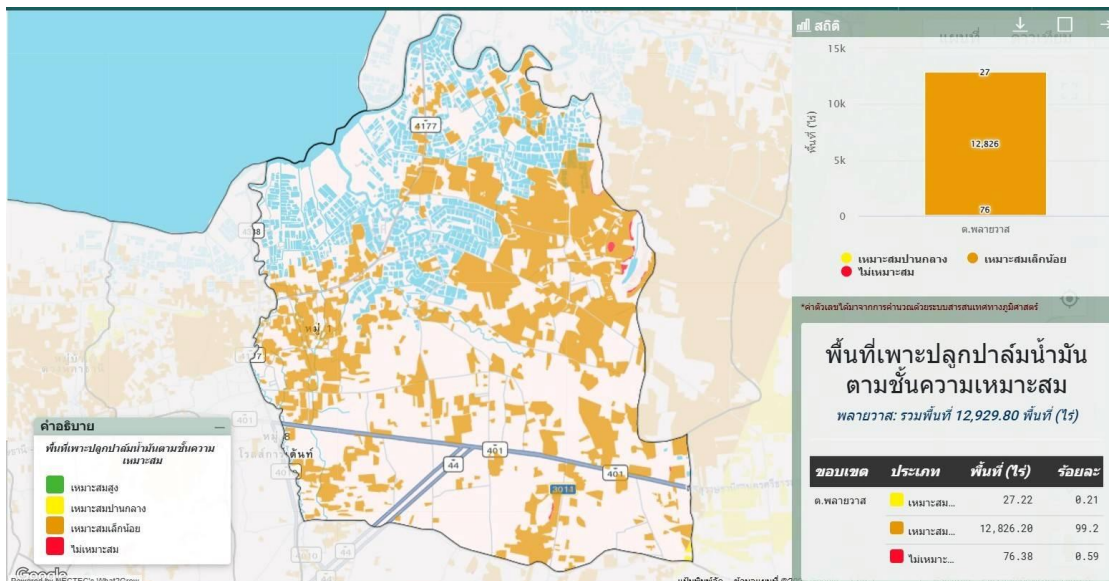 4177
401
หมู่ 1
401
หมู่ 8
401
401
44
401
3011
44
คำอธิบาย
พื้นที่เพาะปลูกปาล์มน้ำมันตามชั้นความ
เหมาะสม
เหมาะสมสูง
เหมาะสมปานกลาง
เหมาะสมเล็กน้อย
ไม่เหมาะสม
Google
Powered by NECTEC's What2Grow
สถิติ
แผนที่
พื้นที่ (ไร่)
15k
10k
5k
0
27
12,826
76
ต.พลายวาส
เหมาะสมปานกลาง
เหมาะสมเล็กน้อย
ไม่เหมาะสม
*ค่าตัวเลขได้มาจากการคำนวณด้วยระบบสารสนเทศทางภูมิศาสตร์
พื้นที่เพาะปลูกปาล์มน้ำมัน
ตามชั้นความเหมาะสม
พลายวาส: รวมพื้นที่ 12,929.80 พื้นที่ (ไร่)
ขอบเขต ประเภท พื้นที่ (ไร่) ร้อยละ
ต.พลายวาส เหมาะสม... 27.22 0.21
เหมาะสม... 12,826.20 99.2
ไม่เหมาะ... 76.38 0.59